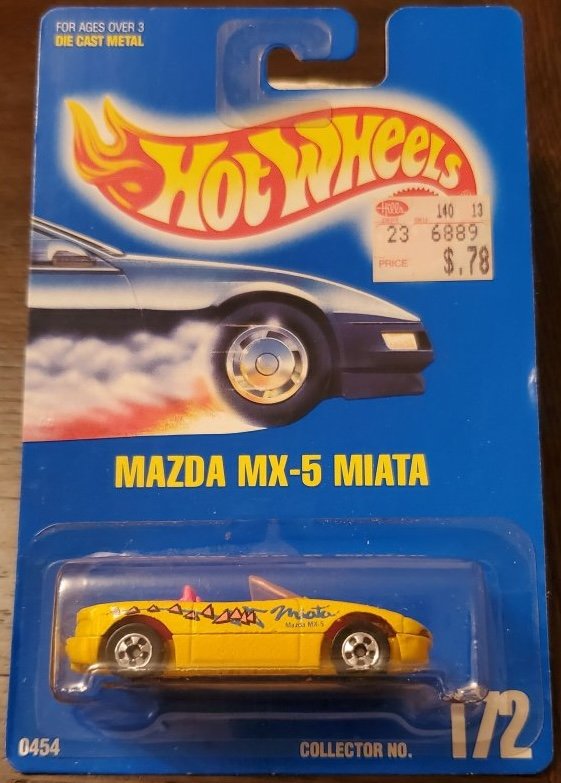 FOR AGES OVER 3
DIE CAST METAL
Hot Wheels
Hills
140 13
23 6889
PRICE $.78
MAZDA MX-5 MIATA
Miata
Mazda MX-5
0454
COLLECTOR NO. 172